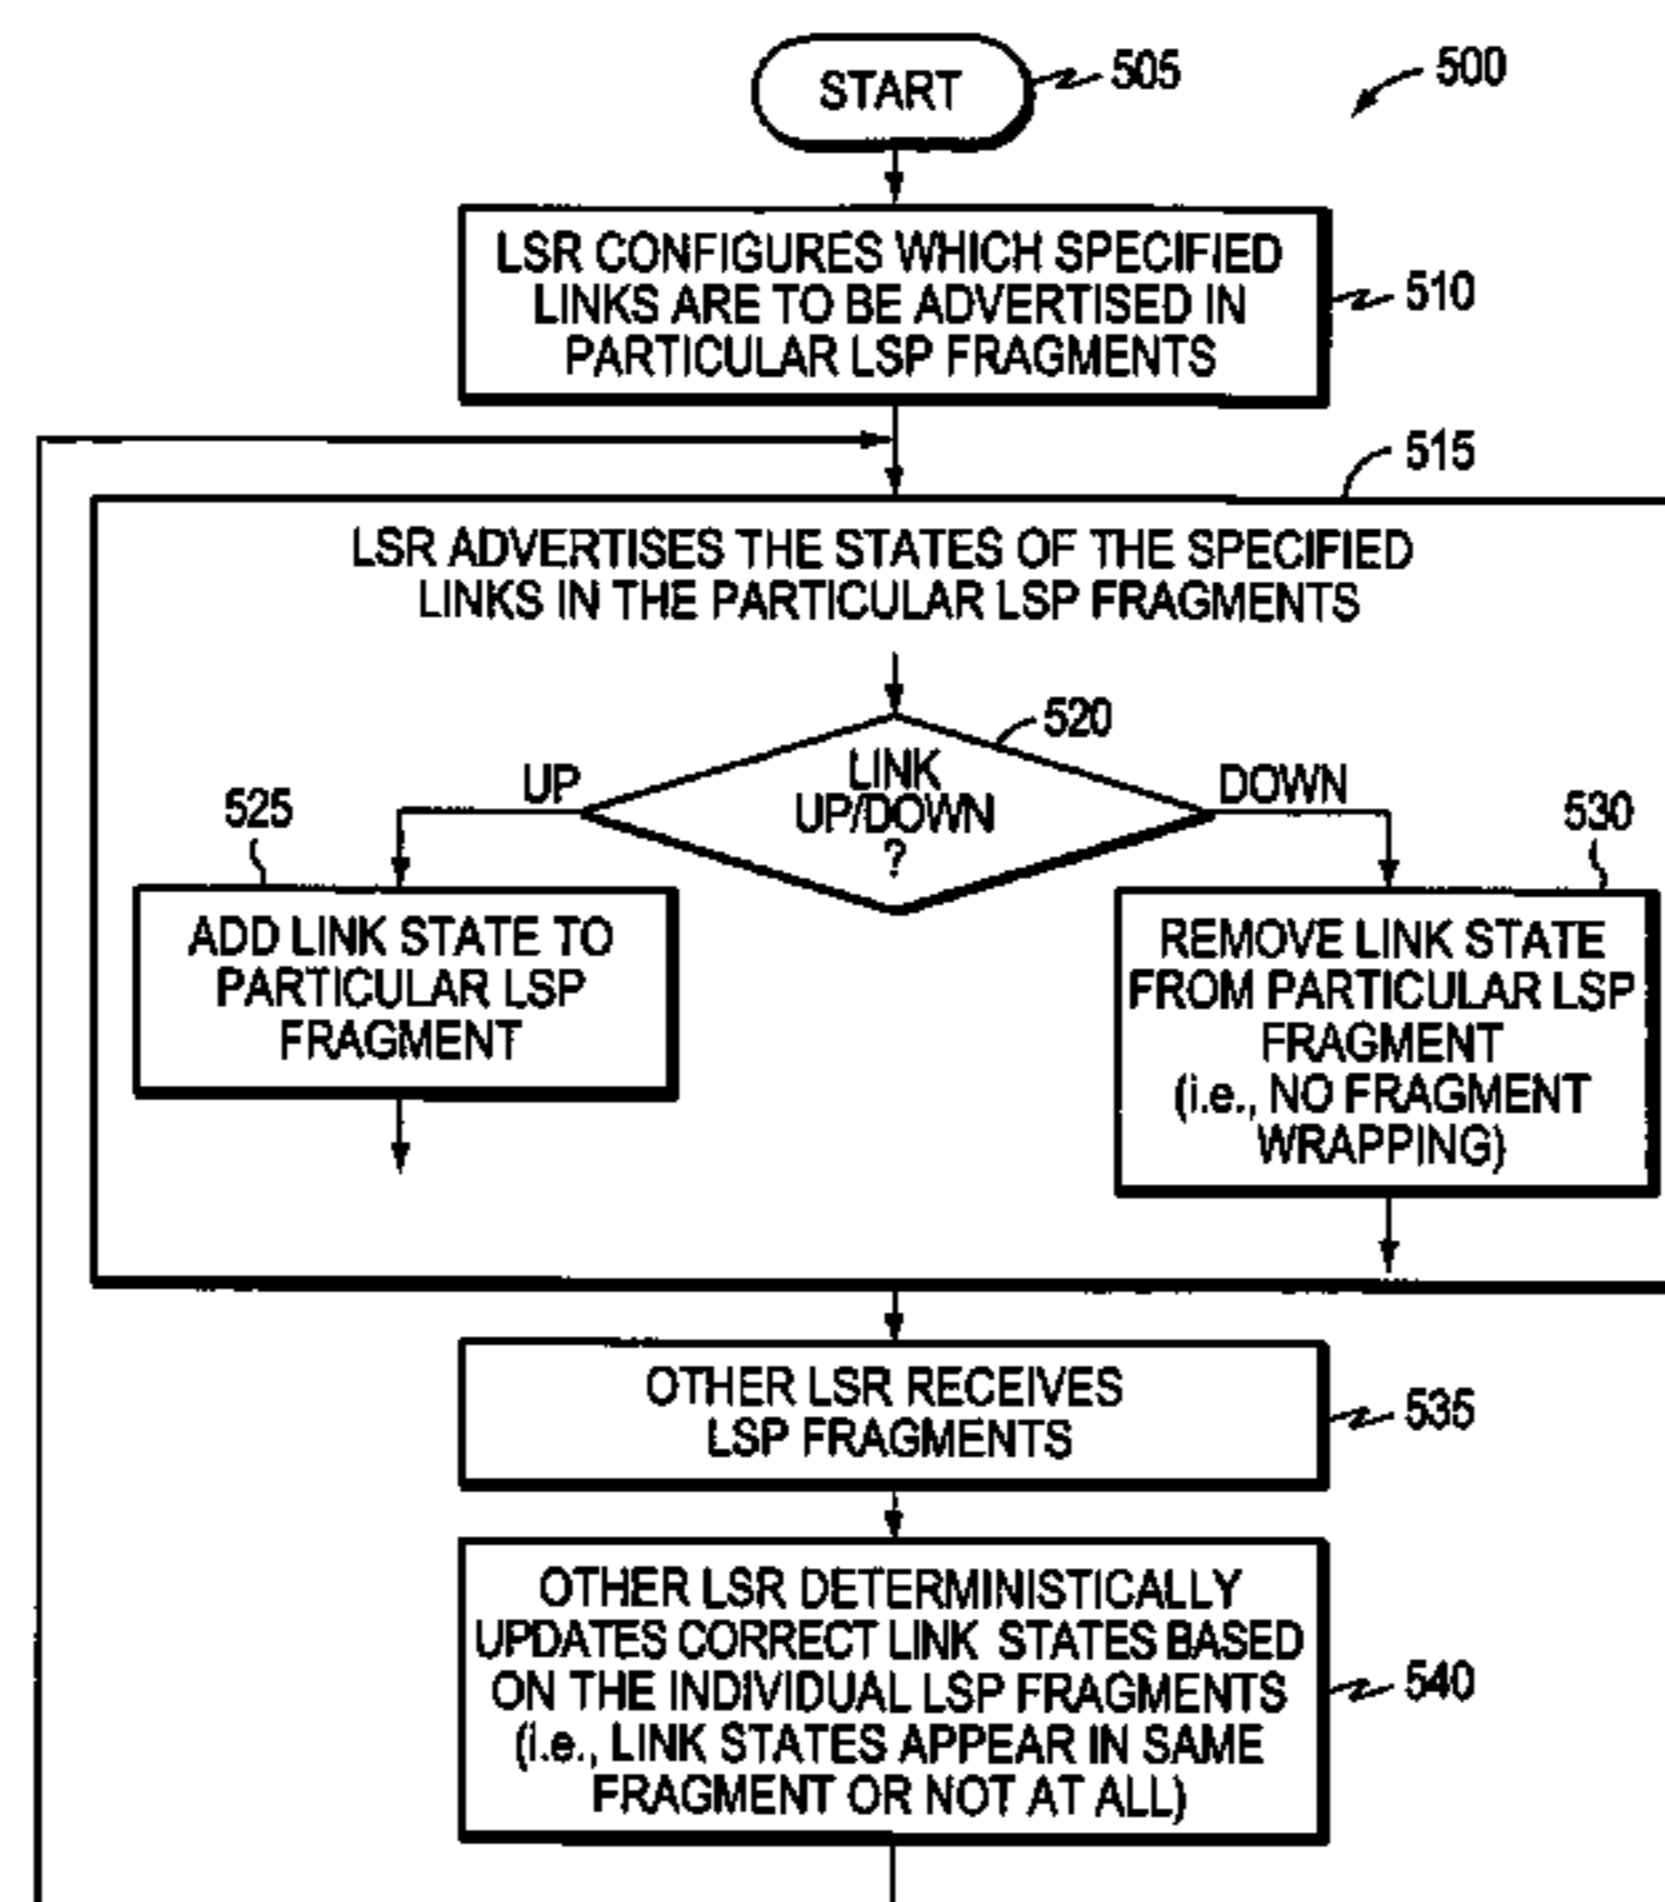 START
505
500
LSR CONFIGURES WHICH SPECIFIED
LINKS ARE TO BE ADVERTISED IN
PARTICULAR LSP FRAGMENTS
510
515
LSR ADVERTISES THE STATES OF THE SPECIFIED
LINKS IN THE PARTICULAR LSP FRAGMENTS
520
LINK
UP/DOWN
?
UP
DOWN
525
530
ADD LINK STATE TO
PARTICULAR LSP
FRAGMENT
REMOVE LINK STATE
FROM PARTICULAR LSP
FRAGMENT
(i.e., NO FRAGMENT
WRAPPING)
OTHER LSR RECEIVES
LSP FRAGMENTS
535
OTHER LSR DETERMINISTICALLY
UPDATES CORRECT LINK STATES BASED
ON THE INDIVIDUAL LSP FRAGMENTS
(i.e., LINK STATES APPEAR IN SAME
FRAGMENT OR NOT AT ALL)
540